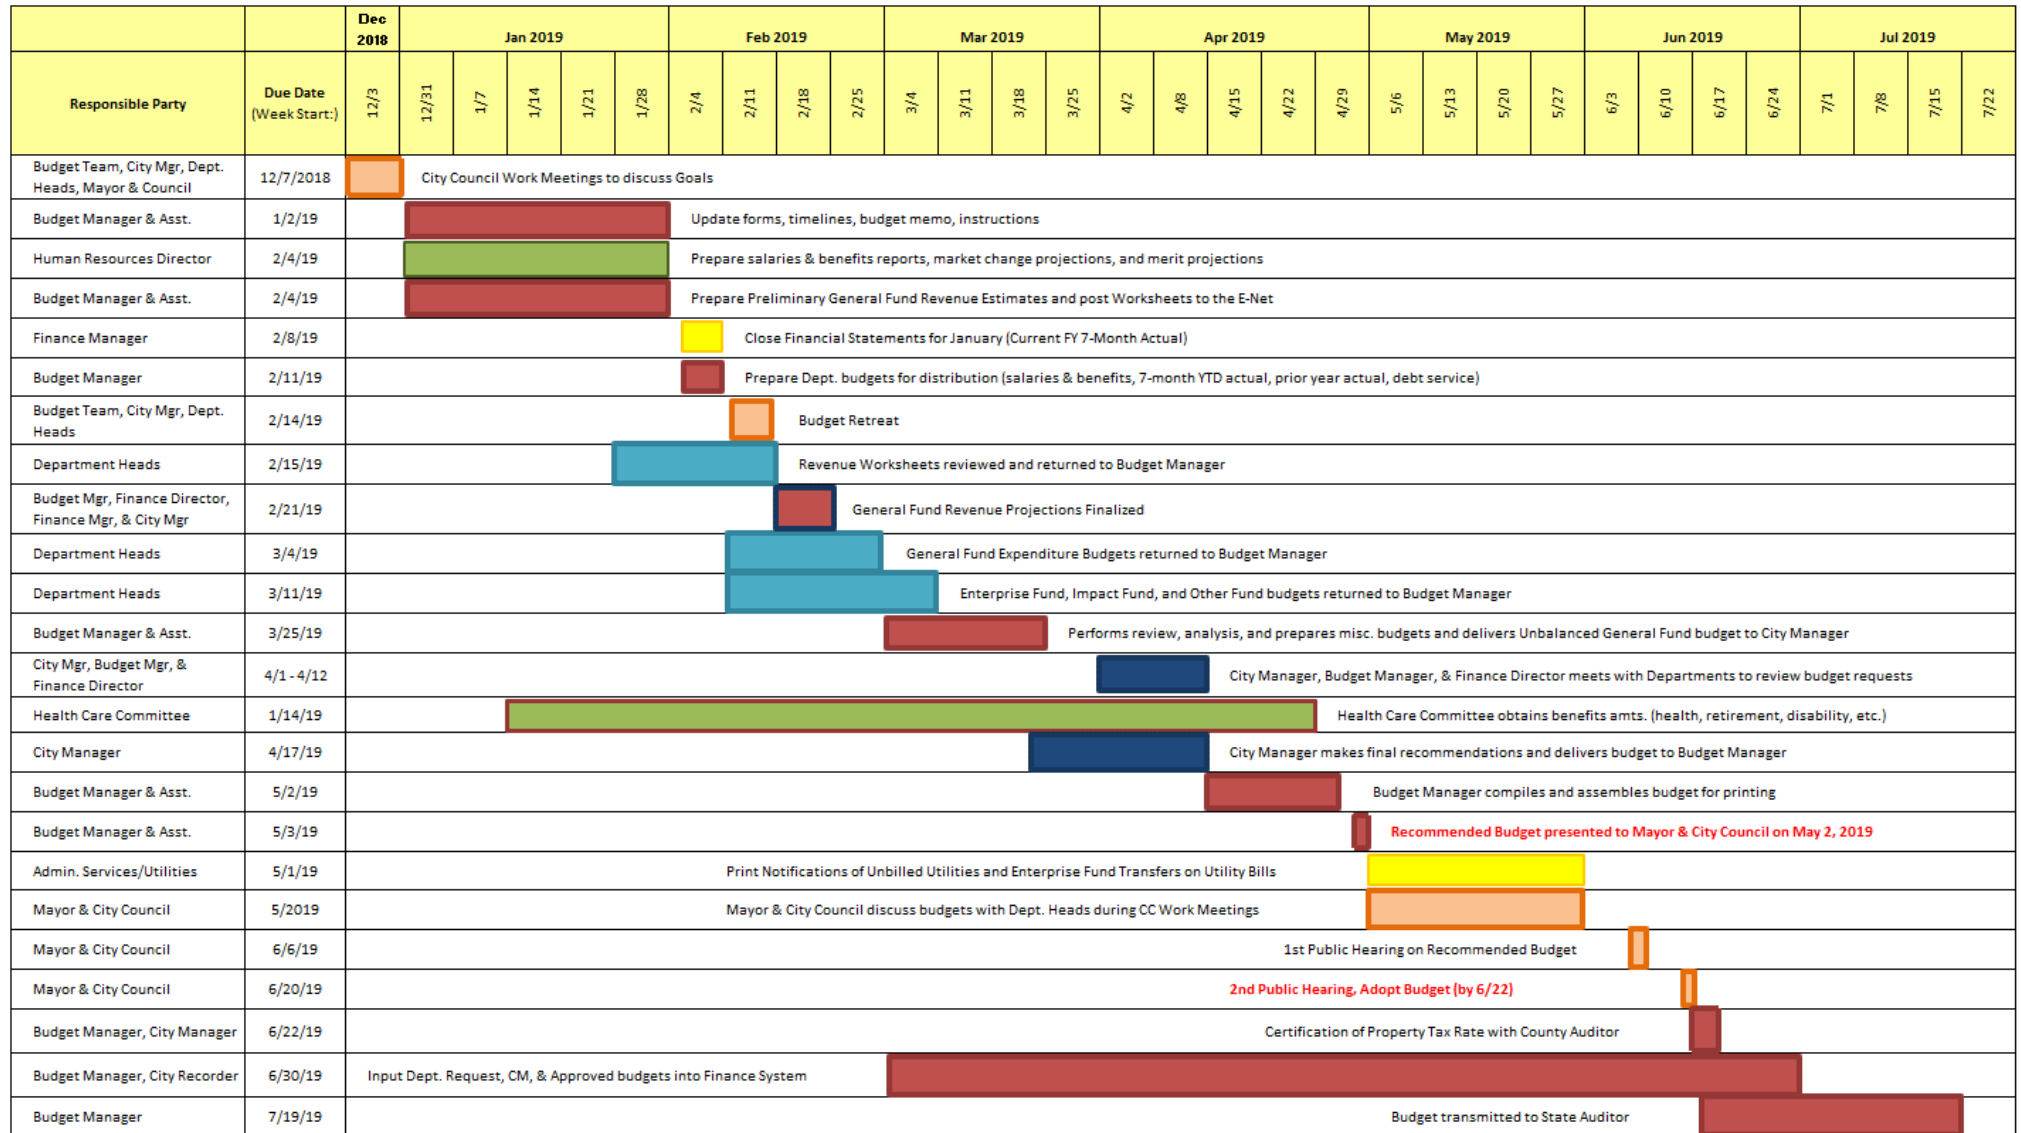 Dec
2018 Jan 2019 Feb 2019 Mar 2019 Apr 2019 May 2019 Jun 2019 Jul 2019
Responsible Party Due Date
(Week Start:) 12/3 12/31 1/7 1/14 1/21 1/28 2/4 2/11 2/18 2/25 3/4 3/11 3/18 3/25 4/2 4/8 4/15 4/22 4/29 5/6 5/13 5/20 5/27 6/3 6/10 6/17 6/24 7/1 7/8 7/15 7/22
Budget Team, City Mgr, Dept.
Heads, Mayor & Council 12/7/2018 City Council Work Meetings to discuss Goals
Budget Manager & Asst. 1/2/19 Update forms, timelines, budget memo, instructions
Human Resources Director 2/4/19 Prepare salaries & benefits reports, market change projections, and merit projections
Budget Manager & Asst. 2/4/19 Prepare Preliminary General Fund Revenue Estimates and post Worksheets to the E-Net
Finance Manager 2/8/19 Close Financial Statements for January (Current FY 7-Month Actual)
Budget Manager 2/11/19 Prepare Dept. budgets for distribution (salaries & benefits, 7-month YTD actual, prior year actual, debt service)
Budget Team, City Mgr, Dept.
Heads 2/14/19 Budget Retreat
Department Heads 2/15/19 Revenue Worksheets reviewed and returned to Budget Manager
Budget Mgr, Finance Director,
Finance Mgr, & City Mgr 2/21/19 General Fund Revenue Projections Finalized
Department Heads 3/4/19 General Fund Expenditure Budgets returned to Budget Manager
Department Heads 3/11/19 Enterprise Fund, Impact Fund, and Other Fund budgets returned to Budget Manager
Budget Manager & Asst. 3/25/19 Performs review, analysis, and prepares misc. budgets and delivers Unbalanced General Fund budget to City Manager
City Mgr, Budget Mgr, &
Finance Director 4/1 - 4/12 City Manager, Budget Manager, & Finance Director meets with Departments to review budget requests
Health Care Committee 1/14/19 Health Care Committee obtains benefits amts. (health, retirement, disability, etc.)
City Manager 4/17/19 City Manager makes final recommendations and delivers budget to Budget Manager
Budget Manager & Asst. 5/2/19 Budget Manager compiles and assembles budget for printing
Budget Manager & Asst. 5/3/19 Recommended Budget presented to Mayor & City Council on May 2, 2019
Admin. Services/Utilities 5/1/19 Print Notifications of Unbilled Utilities and Enterprise Fund Transfers on Utility Bills
Mayor & City Council 5/2019 Mayor & City Council discuss budgets with Dept. Heads during CC Work Meetings
Mayor & City Council 6/6/19 1st Public Hearing on Recommended Budget
Mayor & City Council 6/20/19 2nd Public Hearing, Adopt Budget (by 6/22)
Budget Manager, City Manager 6/22/19 Certification of Property Tax Rate with County Auditor
Budget Manager, City Recorder 6/30/19 Input Dept. Request, CM, & Approved budgets into Finance System
Budget Manager 7/19/19 Budget transmitted to State Auditor